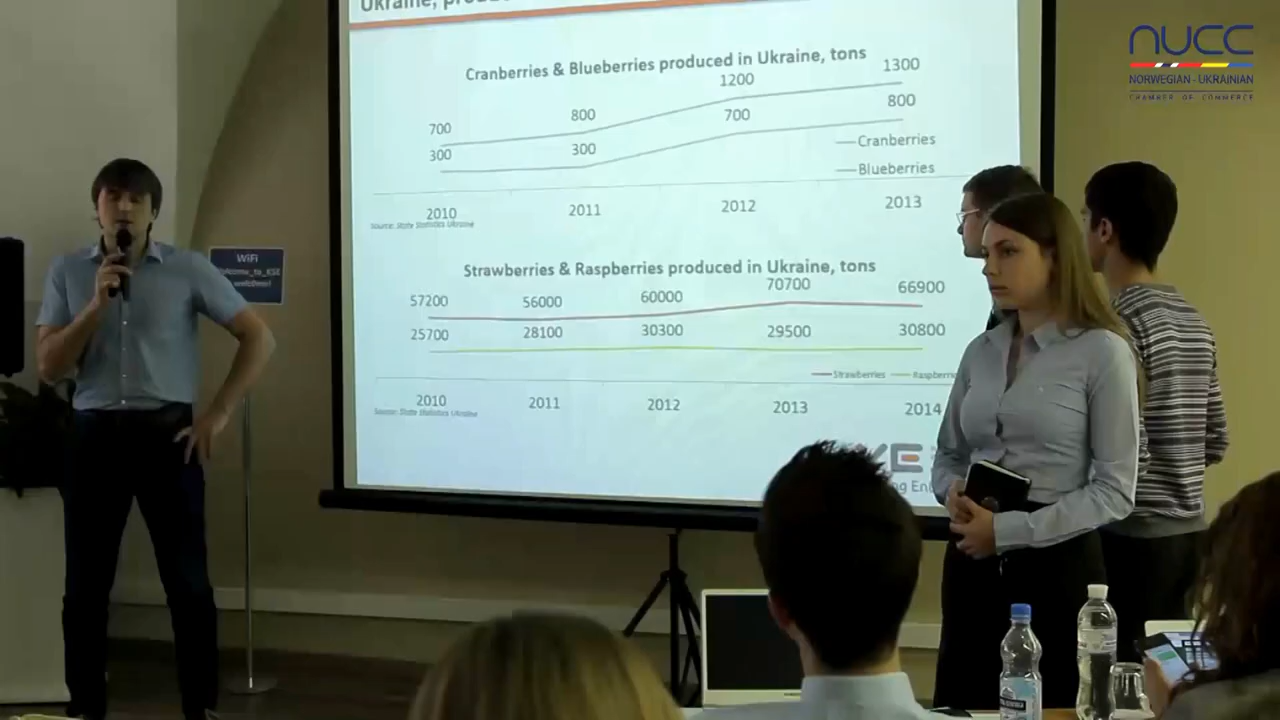 Ukraine, produ
Cranberries & Blueberries produced in Ukraine, tons
700
800
1200
1300
300
300
700
800
Cranberries
Blueberries
2010
2011
2012
2013
Source: State Statistics Ukraine
Strawberries & Raspberries produced in Ukraine, tons
57200
56000
60000
70700
66900
25700
28100
30300
29500
30800
Strawberries
Raspberri
2010
2011
2012
2013
2014
Source: State Statistics Ukraine
NUCC
NORWEGIAN - UKRAINIAN
CHAMBER OF COMMERCE
WiFi